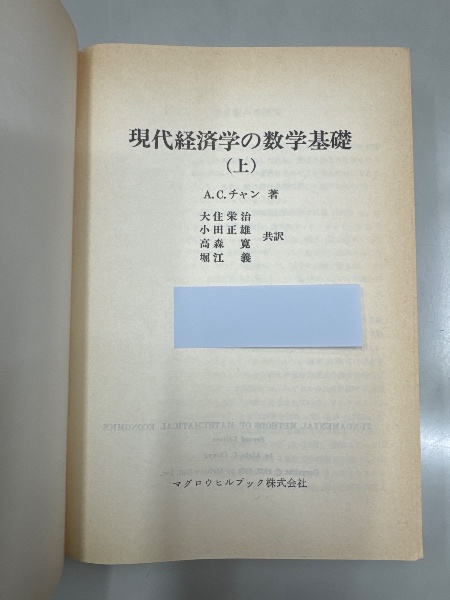 現代経済学の数学基礎
(上)
A.C.チャン 著
大住栄治
小田正雄
高森 寛
堀江 義
共訳
マグロウヒルブック株式会社